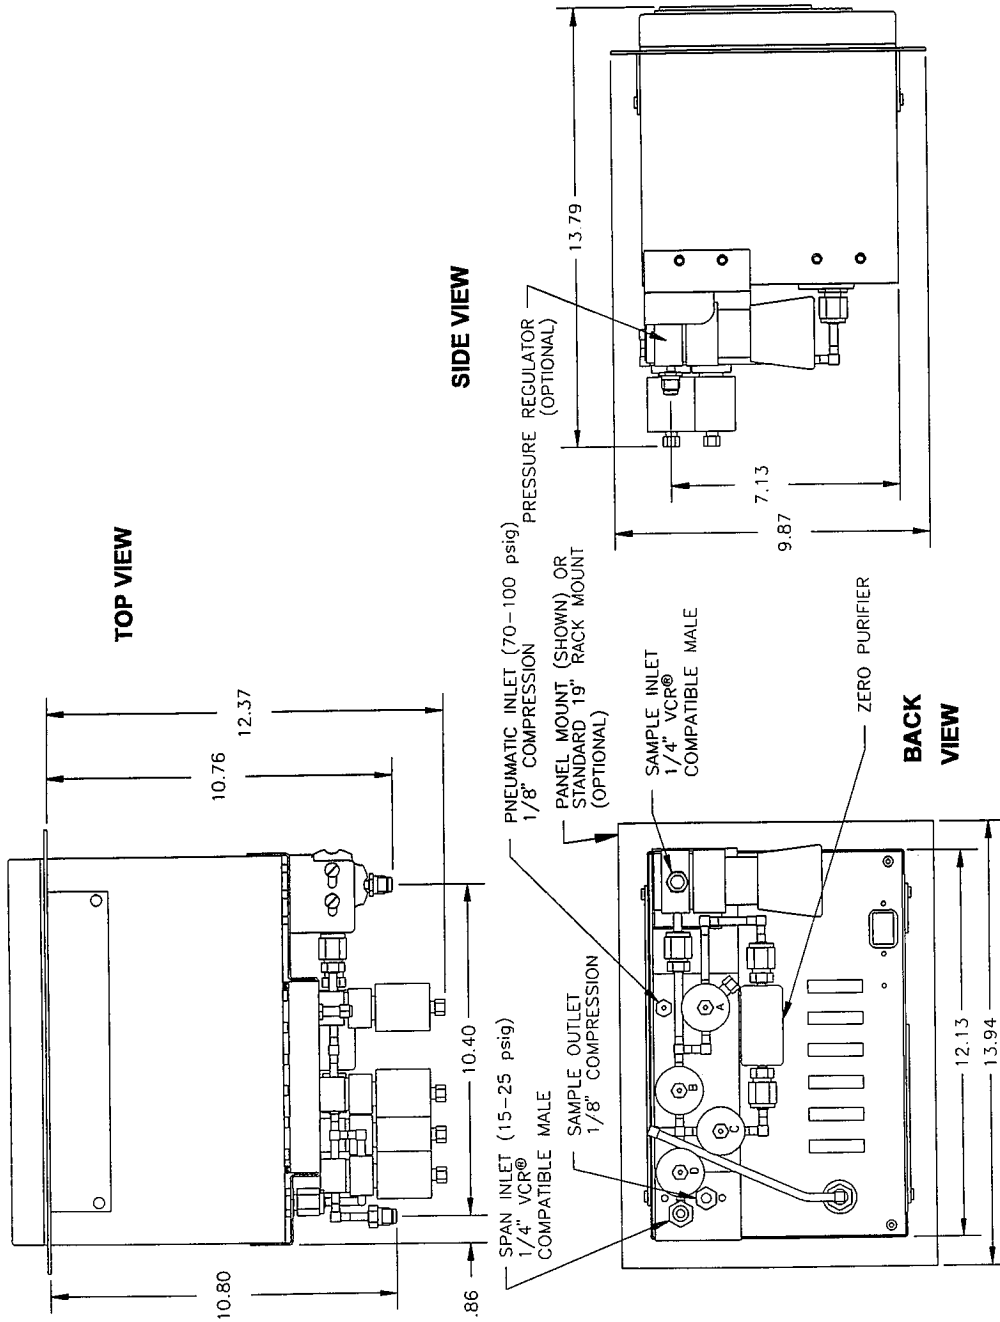 TOP VIEW
12.37
10.76
10.40
10.80
.86
SIDE VIEW
13.79
PRESSURE REGULATOR
(OPTIONAL)
7.13
9.87
SPAN INLET (15-25 psig)
1/4" VCR®
COMPATIBLE MALE
SAMPLE OUTLET
1/8" COMPRESSION
PNEUMATIC INLET (70-100 psig)
1/8" COMPRESSION
PANEL MOUNT (SHOWN) OR
STANDARD 19" RACK MOUNT
(OPTIONAL)
SAMPLE INLET
1/4" VCR®
COMPATIBLE MALE
ZERO PURIFIER
D
C
B
A
12.13
13.94
BACK
VIEW